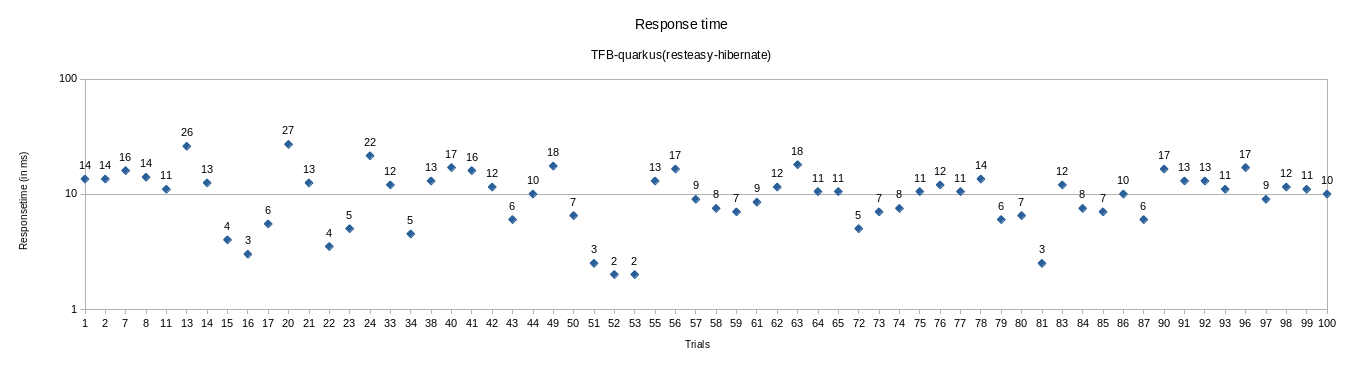 Response time
TFB-quarkus(resteasy-hibernate)
100
10
1
Responsetime (in ms)
14 14 16 14 11 26 13 4 3 6 27 13 4 5 22 12 5 13 17 16 12 6 10 18 7 3 2 2 13 17 9 8 7 9 12 18 11 11 5 7 8 11 12 11 14 6 7 3 12 8 7 10 6 17 13 13 11 17 9 12 11 10
1 2 7 8 11 13 14 15 16 17 20 21 22 23 24 33 34 38 40 41 42 43 44 49 50 51 52 53 55 56 57 58 59 61 62 63 64 65 72 73 74 75 76 77 78 79 80 81 83 84 85 86 87 90 91 92 93 96 97 98 99 100
Trials